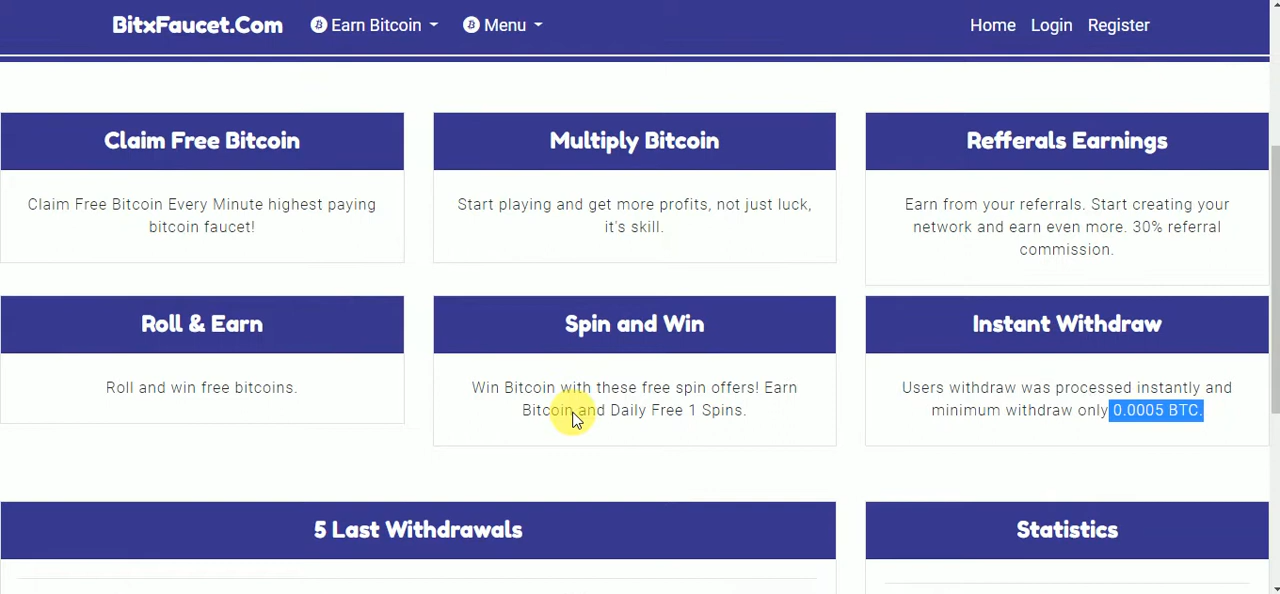 BitxFaucet.Com Earn Bitcoin Menu Home Login Register
Claim Free Bitcoin
Claim Free Bitcoin Every Minute highest paying
bitcoin faucet!
Multiply Bitcoin
Start playing and get more profits, not just luck,
it's skill.
Refferals Earnings
Earn from your referrals. Start creating your
network and earn even more. 30% referral
commission.
Roll & Earn
Roll and win free bitcoins.
Spin and Win
Win Bitcoin with these free spin offers! Earn
Bitcoin and Daily Free 1 Spins.
Instant Withdraw
Users withdraw was processed instantly and
minimum withdraw only 0.0005 BTC.
5 Last Withdrawals
Statistics